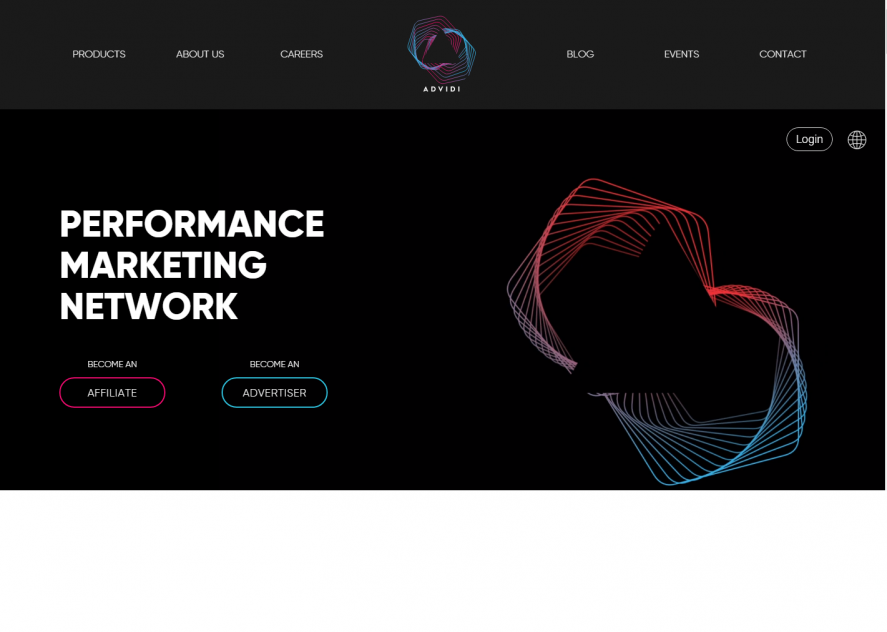 PRODUCTS ABOUT US CAREERS ADVIDI BLOG EVENTS CONTACT
Login
PERFORMANCE
MARKETING
NETWORK
BECOME AN
AFFILIATE
BECOME AN
ADVERTISER